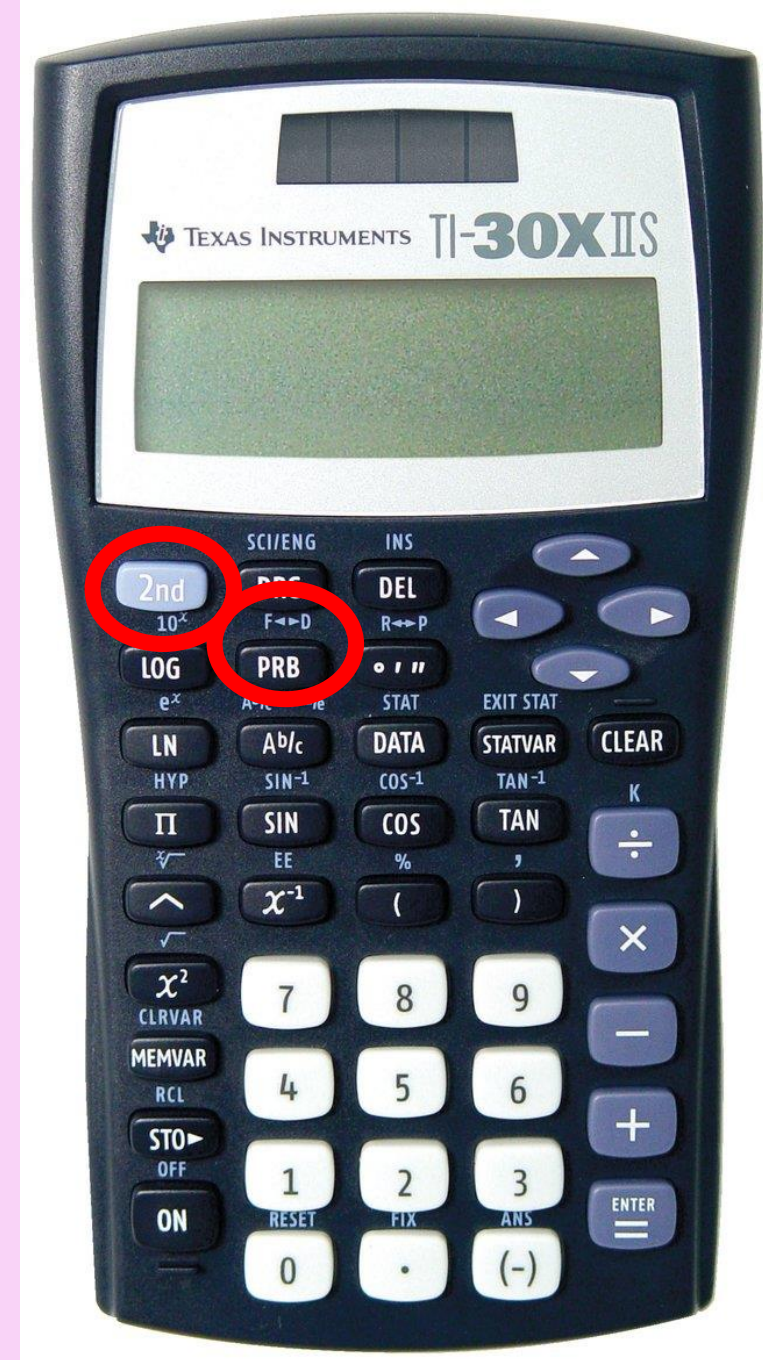 TEXAS INSTRUMENTS TI-30X IIS
SCI/ENG INS
2nd DEL
10ˣ F◄►D R◄►P
LOG PRB ° ' "
eˣ STAT EXIT STAT
LN Ab/c DATA STATVAR CLEAR
HYP SIN⁻¹ COS⁻¹ TAN⁻¹ K
Π SIN COS TAN ÷
ˣ√ EE % ,
^ x⁻¹ ( )
√ ×
x² 7 8 9
CLRVAR −
MEMVAR 4 5 6
RCL +
STO► 1 2 3
OFF ENTER
ON RESET FIX ANS =
0 . (-)